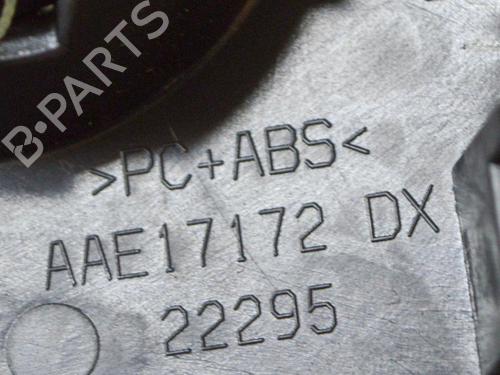 B·PARTS
>PC+ABS<
AAE17172 DX
22295